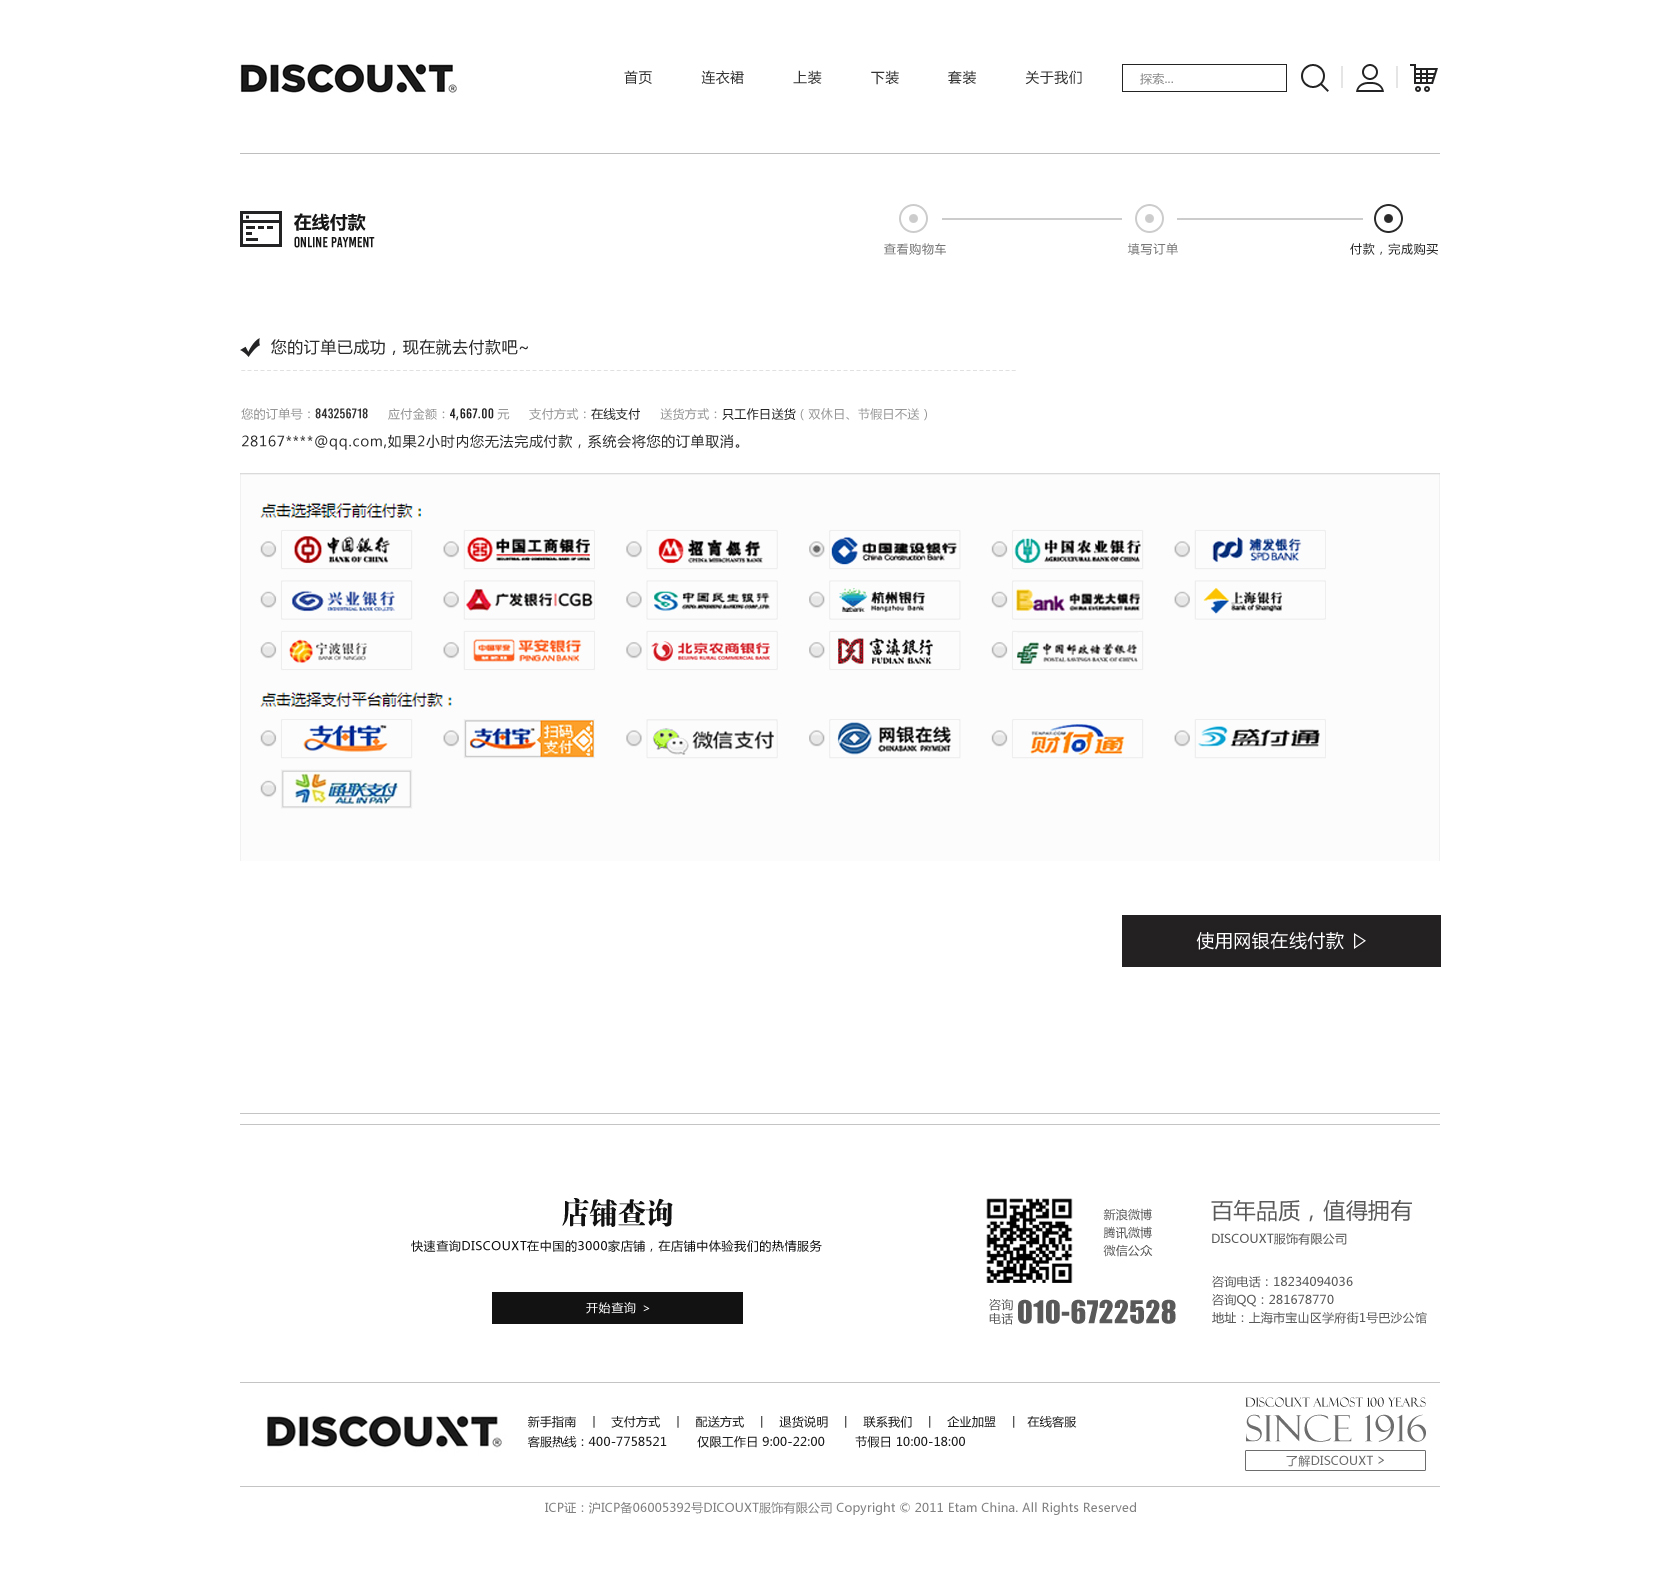 DISCOUXT®
首页 连衣裙 上装 下装 套装 关于我们 探索...
在线付款
ONLINE PAYMENT
查看购物车 填写订单 付款，完成购买
您的订单已成功，现在就去付款吧~
您的订单号：843256718 应付金额：4,667.00 元 支付方式：在线支付 送货方式：只工作日送货（双休日、节假日不送）
28167****@qq.com,如果2小时内您无法完成付款，系统会将您的订单取消。
点击选择银行前往付款：
中国银行 BANK OF CHINA
中国工商银行 INDUSTRIAL AND COMMERCIAL BANK OF CHINA
招商银行 CHINA MERCHANTS BANK
中国建设银行 China Construction Bank
中国农业银行 AGRICULTURAL BANK OF CHINA
浦发银行 SPD BANK
兴业银行 INDUSTRIAL BANK CO.,LTD.
广发银行|CGB
中国民生银行 CHINA MINSHENG BANKING CORP.,LTD.
杭州银行 Hangzhou Bank
Bank 中国光大银行 CHINA EVERBRIGHT BANK
上海银行 Bank of Shanghai
宁波银行 BANK OF NINGBO
中国平安 平安银行 PING AN BANK
北京农商银行 BEIJING RURAL COMMERCIAL BANK
富滇银行 FUDIAN BANK
中国邮政储蓄银行 POSTAL SAVINGS BANK OF CHINA
点击选择支付平台前往付款：
支付宝™
支付宝™ 扫码支付
微信支付
网银在线 CHINABANK PAYMENT
TENPAY.COM 财付通
盛付通
通联支付 ALL IN PAY
使用网银在线付款
店铺查询
快速查询DISCOUXT在中国的3000家店铺，在店铺中体验我们的热情服务
开始查询 >
新浪微博
腾讯微博
微信公众
咨询电话 010-6722528
百年品质，值得拥有
DISCOUXT服饰有限公司
咨询电话：18234094036
咨询QQ：281678770
地址：上海市宝山区学府街1号巴沙公馆
DISCOUXT®
新手指南 | 支付方式 | 配送方式 | 退货说明 | 联系我们 | 企业加盟 | 在线客服
客服热线：400-7758521 仅限工作日 9:00-22:00 节假日 10:00-18:00
DISCOUXT ALMOST 100 YEARS
SINCE 1916
了解DISCOUXT >
ICP证：沪ICP备06005392号DICOUXT服饰有限公司 Copyright © 2011 Etam China. All Rights Reserved